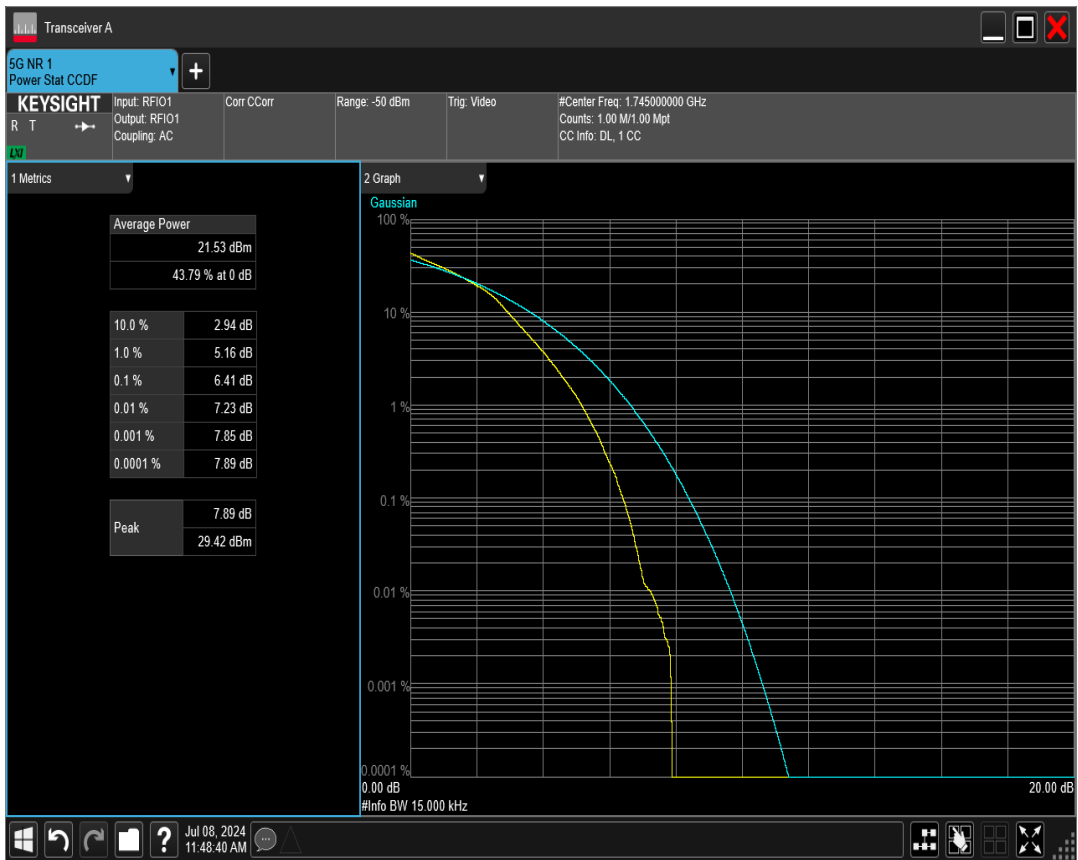 Transceiver A
5G NR 1
Power Stat CCDF
KEYSIGHT
R T
LXI
Input: RFIO1
Output: RFIO1
Coupling: AC
Corr CCorr
Range: -50 dBm
Trig: Video
#Center Freq: 1.745000000 GHz
Counts: 1.00 M/1.00 Mpt
CC Info: DL, 1 CC
1 Metrics
Average Power
21.53 dBm
43.79 % at 0 dB
10.0 % 2.94 dB
1.0 % 5.16 dB
0.1 % 6.41 dB
0.01 % 7.23 dB
0.001 % 7.85 dB
0.0001 % 7.89 dB
Peak
7.89 dB
29.42 dBm
2 Graph
Gaussian
100 %
10 %
1 %
0.1 %
0.01 %
0.001 %
0.0001 %
0.00 dB 20.00 dB
#Info BW 15.000 kHz
?
Jul 08, 2024
11:48:40 AM